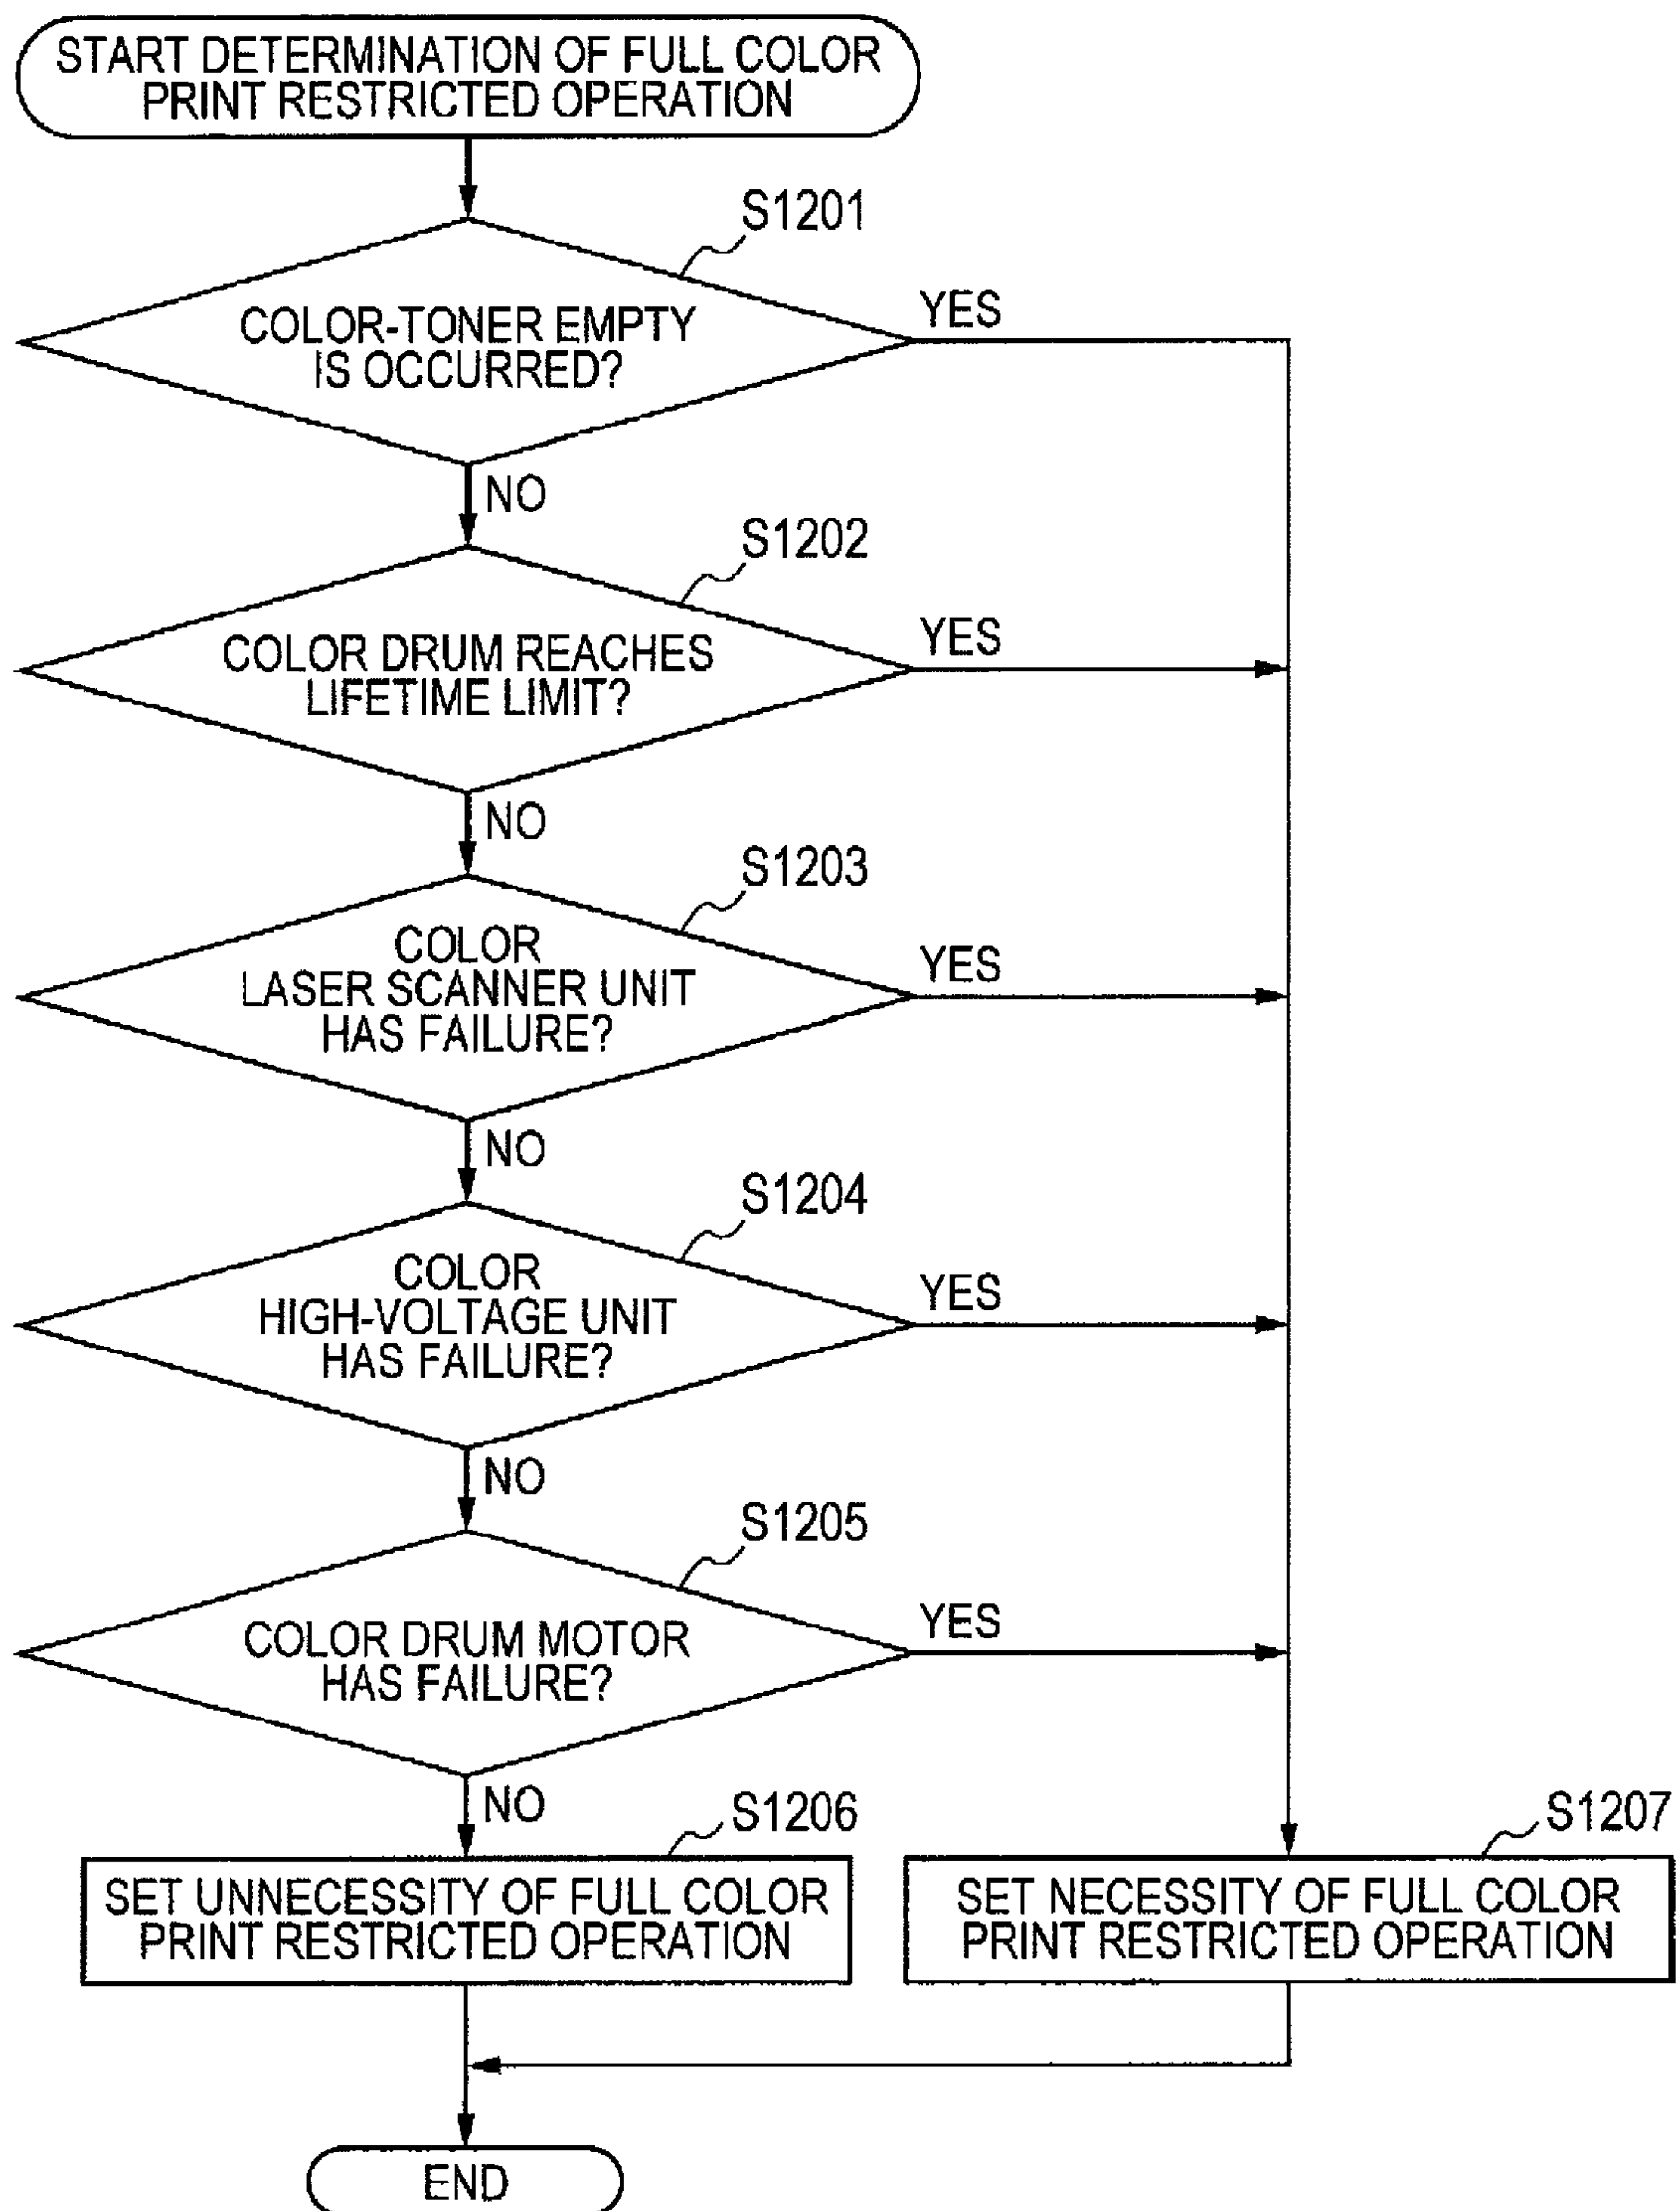 START DETERMINATION OF FULL COLOR
PRINT RESTRICTED OPERATION
S1201
COLOR-TONER EMPTY
IS OCCURRED?
YES
NO
S1202
COLOR DRUM REACHES
LIFETIME LIMIT?
YES
NO
S1203
COLOR
LASER SCANNER UNIT
HAS FAILURE?
YES
NO
S1204
COLOR
HIGH-VOLTAGE UNIT
HAS FAILURE?
YES
NO
S1205
COLOR DRUM MOTOR
HAS FAILURE?
YES
NO
S1206
SET UNNECESSITY OF FULL COLOR
PRINT RESTRICTED OPERATION
S1207
SET NECESSITY OF FULL COLOR
PRINT RESTRICTED OPERATION
END